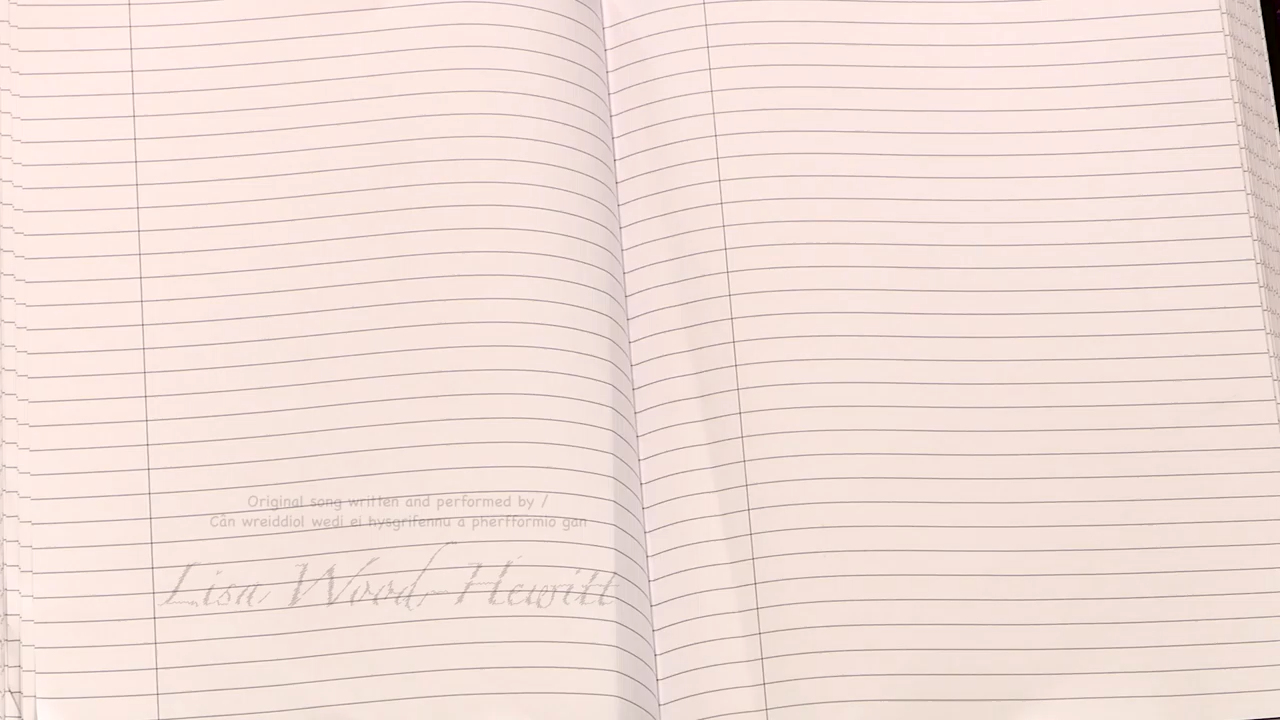 Original song written and performed by /
Cân wreiddiol wedi ei hysgrifennu a pherfformio gan
Lisa Wood-Hewitt